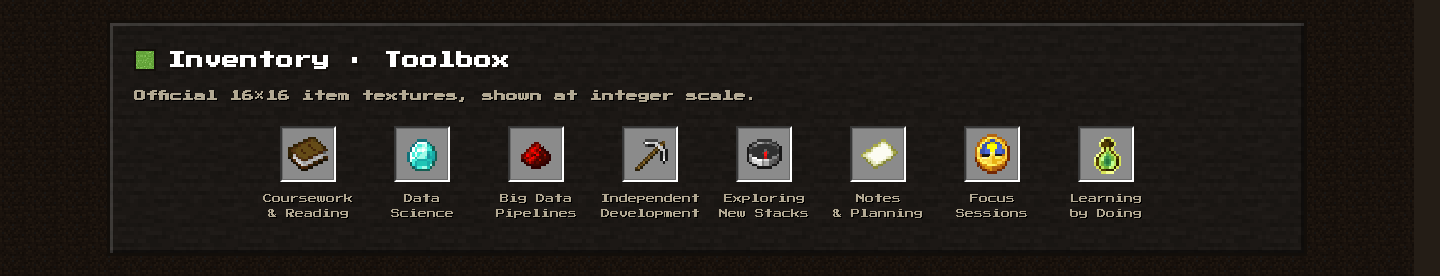 Inventory · Toolbox
Official 16×16 item textures, shown at integer scale.
Coursework
& Reading
Data
Science
Big Data
Pipelines
Independent
Development
Exploring
New Stacks
Notes
& Planning
Focus
Sessions
Learning
by Doing